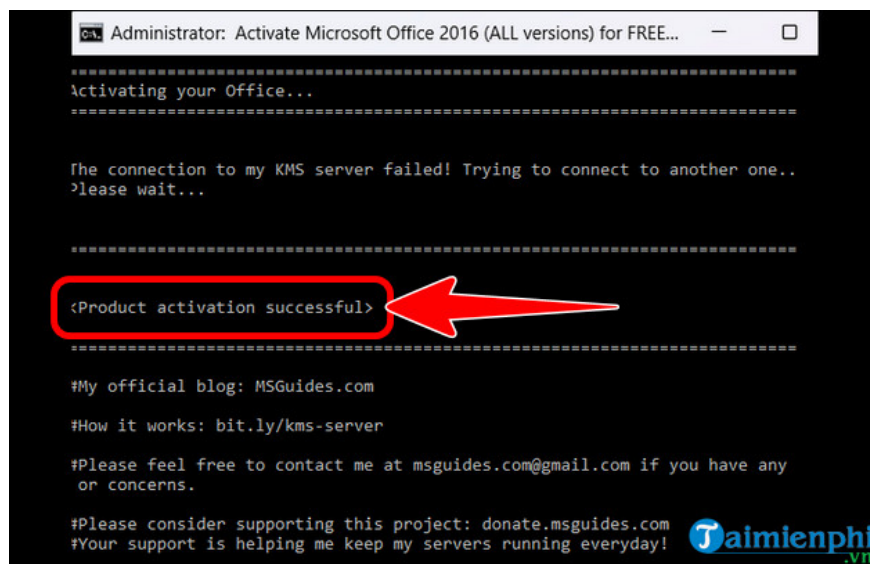 Administrator: Activate Microsoft Office 2016 (ALL versions) for FREE...
Activating your Office...
The connection to my KMS server failed! Trying to connect to another one..
Please wait...
<Product activation successful>
#My official blog: MSGuides.com
#How it works: bit.ly/kms-server
#Please feel free to contact me at msguides.com@gmail.com if you have any
or concerns.
#Please consider supporting this project: donate.msguides.com
#Your support is helping me keep my servers running everyday!
Taimienphi
.vn